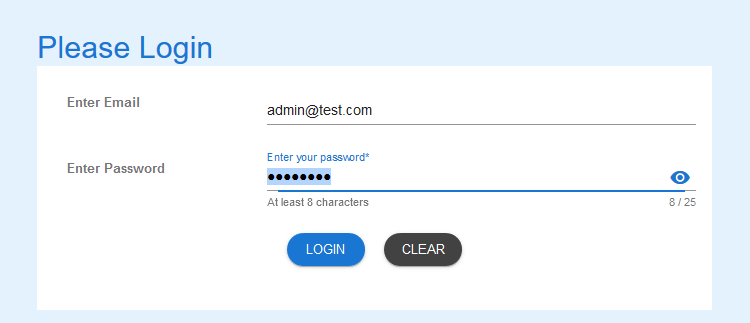 Please Login
Enter Email
admin@test.com
Enter your password*
Enter Password
••••••••
At least 8 characters 8 / 25
LOGIN CLEAR